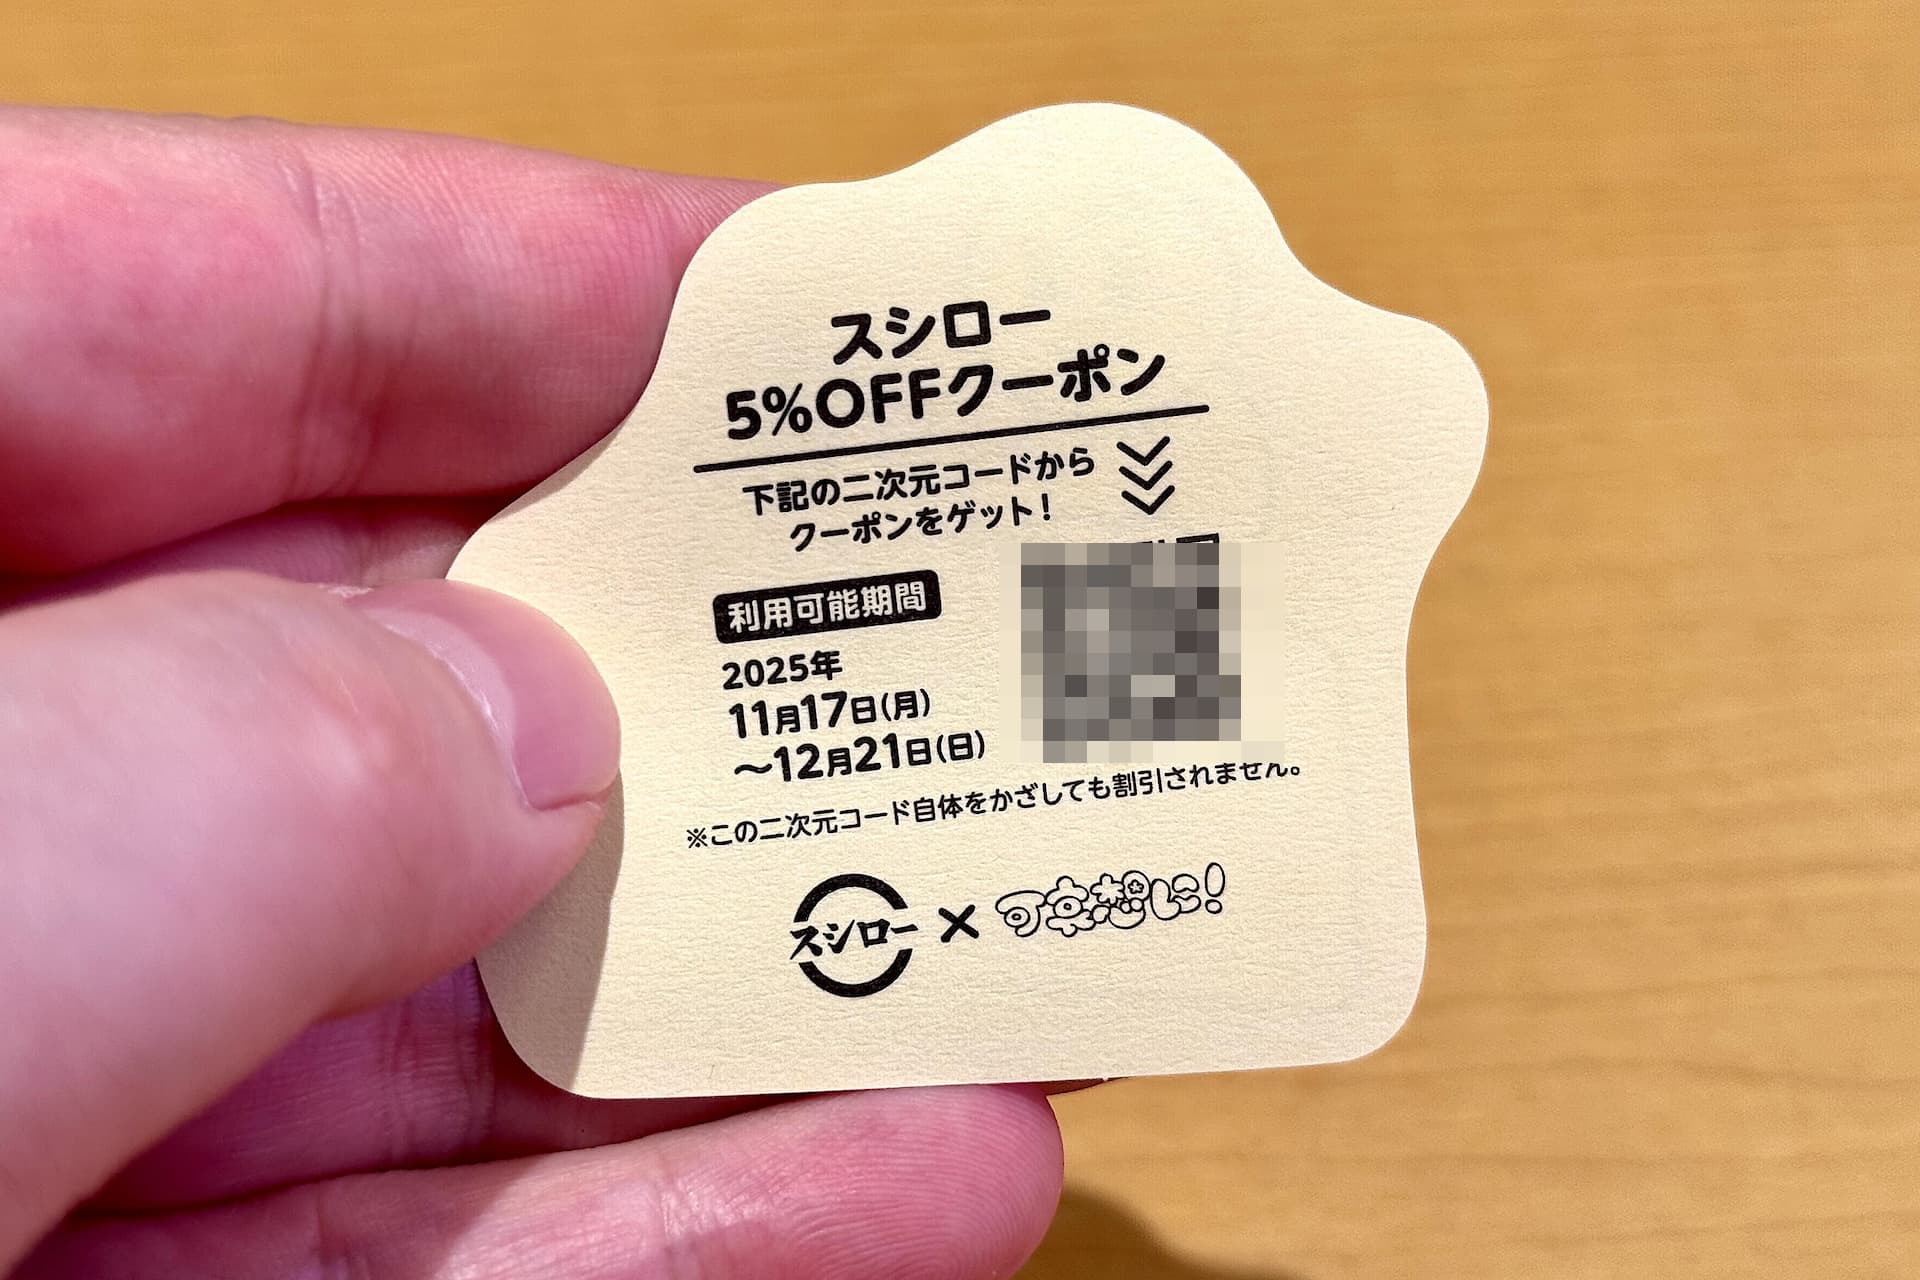 スシロー
5%OFFクーポン
下記の二次元コードから
クーポンをゲット!
利用可能期間
2025年
11月17日(月)
〜12月21日(日)
※この二次元コード自体をかざしても割引されません。
スシロー × 可哀想に!